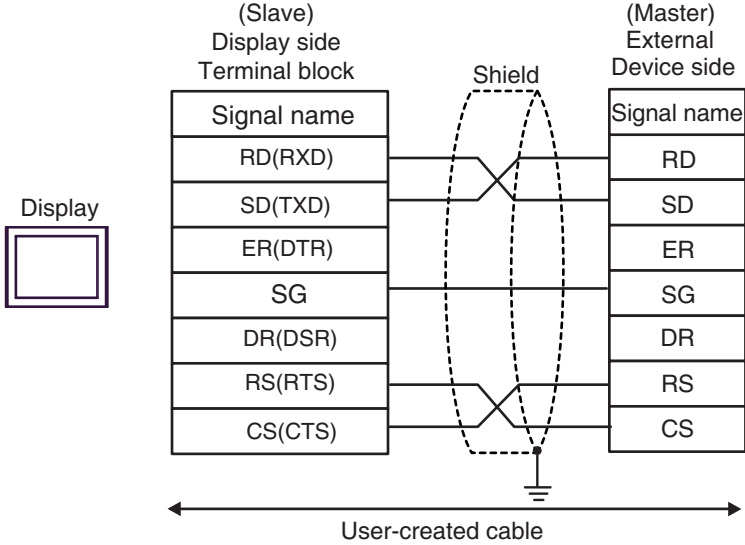 (Slave)
Display side
Terminal block
Signal name
RD(RXD)
SD(TXD)
ER(DTR)
SG
DR(DSR)
RS(RTS)
CS(CTS)
Display
Shield
(Master)
External
Device side
Signal name
RD
SD
ER
SG
DR
RS
CS
User-created cable